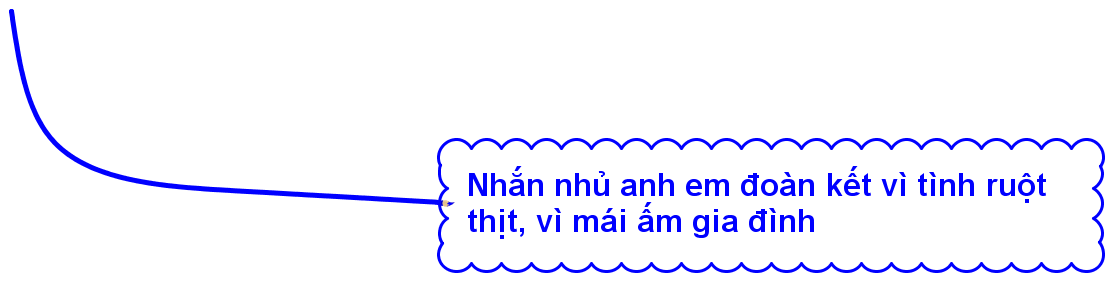 Nhắn nhủ anh em đoàn kết vì tình ruột
thịt, vì mái ấm gia đình